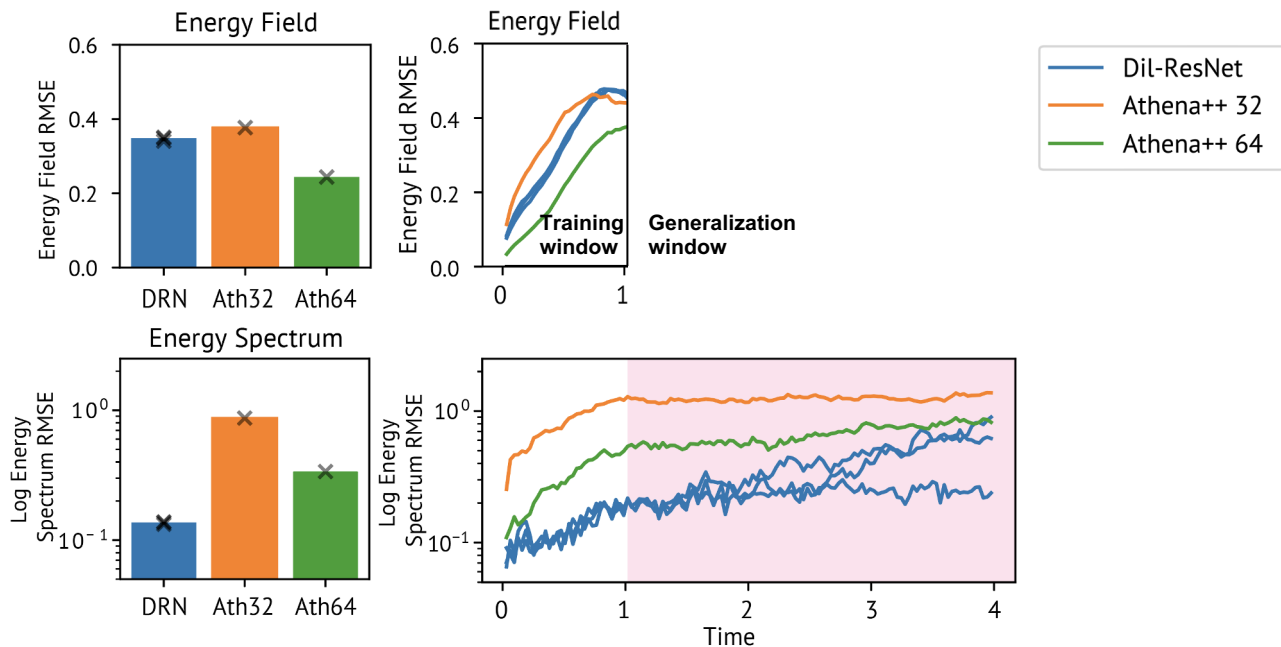 Energy Field
Energy Field RMSE
0.6
0.4
0.2
0.0
DRN Ath32 Ath64
Energy Field
Energy Field RMSE
0.6
0.4
0.2
0.0
Training
window
Generalization
window
0 1
Dil-ResNet
Athena++ 32
Athena++ 64
Energy Spectrum
Log Energy
Spectrum RMSE
10⁰
10⁻¹
DRN Ath32 Ath64
Log Energy
Spectrum RMSE
10⁰
10⁻¹
0 1 2 3 4
Time